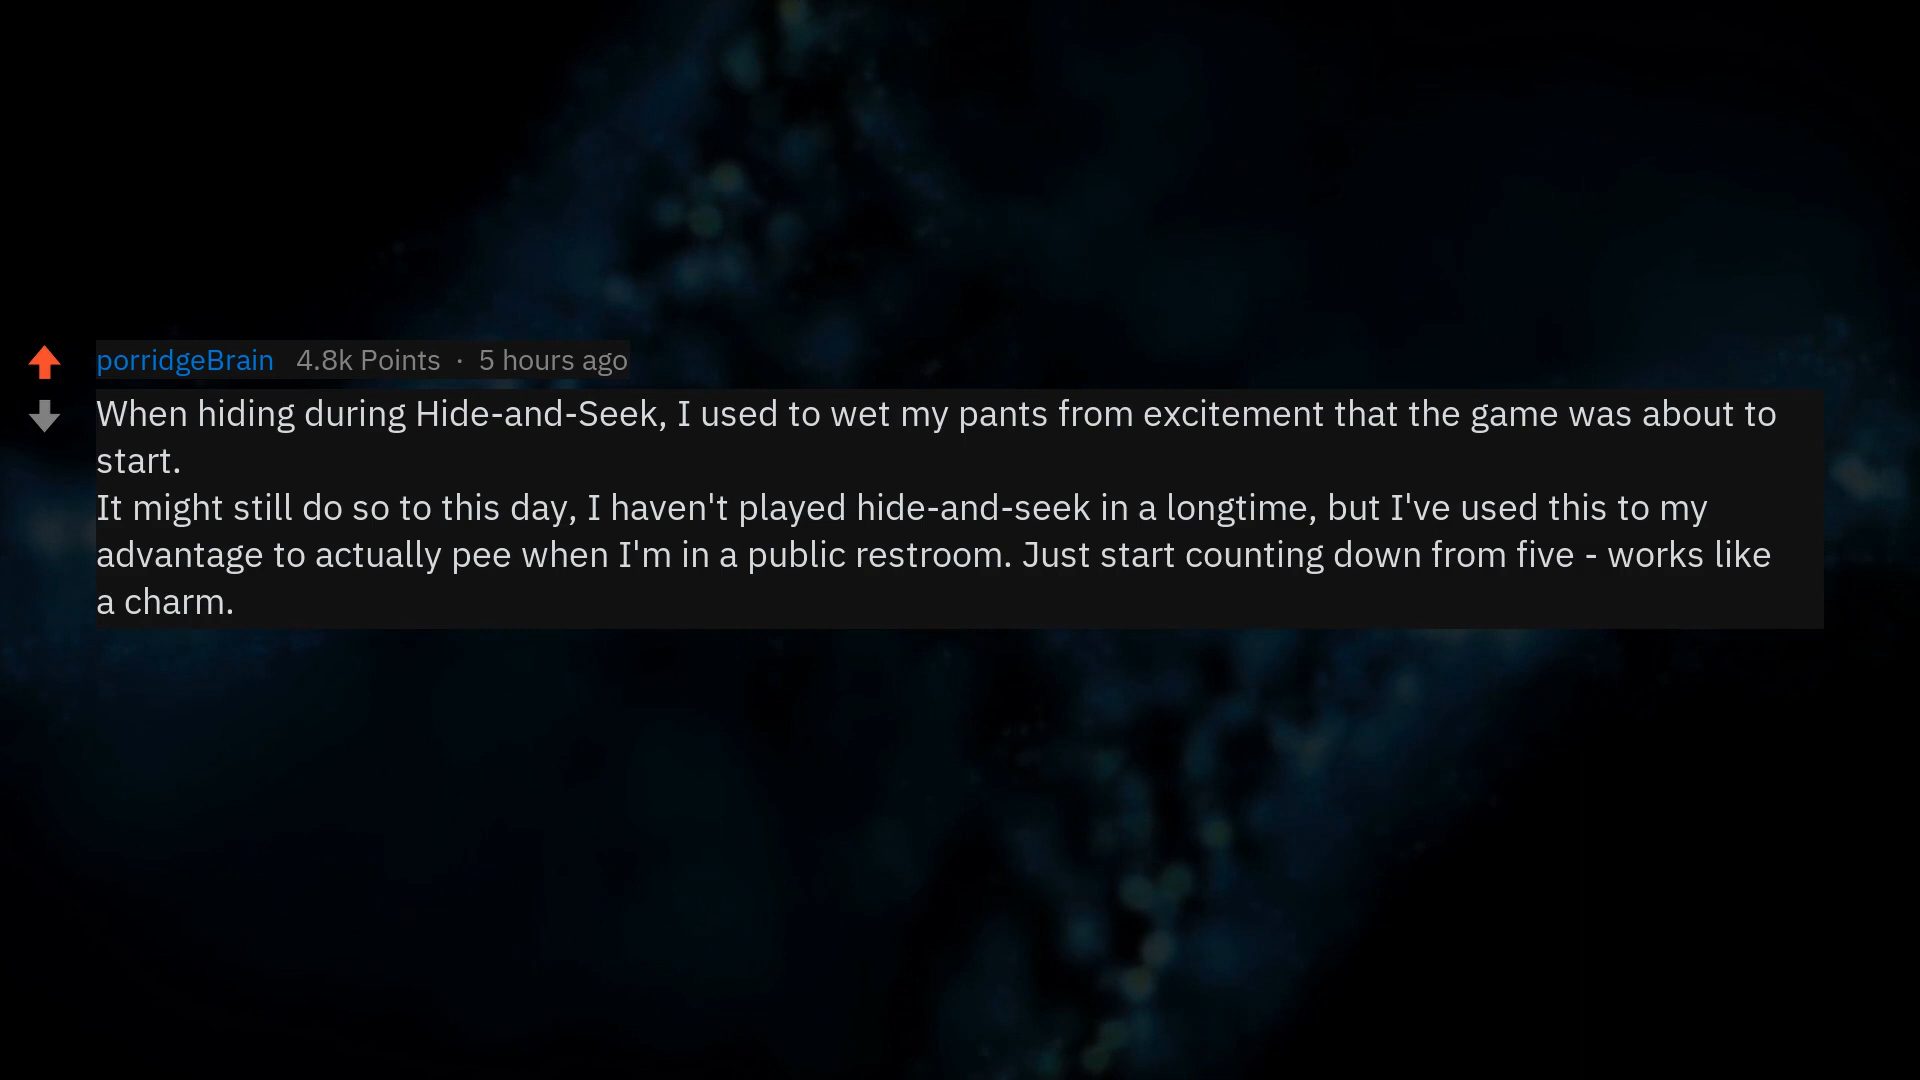 porridgeBrain 4.8k Points · 5 hours ago
When hiding during Hide-and-Seek, I used to wet my pants from excitement that the game was about to
start.
It might still do so to this day, I haven't played hide-and-seek in a longtime, but I've used this to my
advantage to actually pee when I'm in a public restroom. Just start counting down from five - works like
a charm.